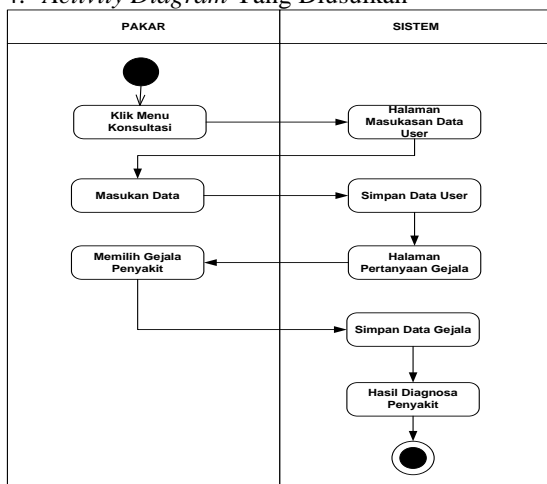 4. Activity Diagram Yang Diusulkan
PAKAR
SISTEM
Klik Menu
Konsultasi
Halaman
Masukasan Data
User
Masukan Data
Simpan Data User
Memilih Gejala
Penyakit
Halaman
Pertanyaan Gejala
Simpan Data Gejala
Hasil Diagnosa
Penyakit